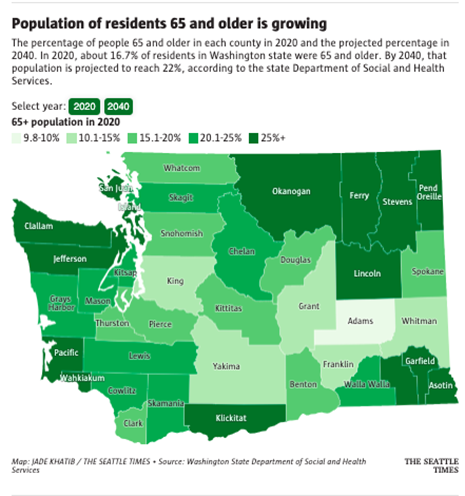 Population of residents 65 and older is growing
The percentage of people 65 and older in each county in 2020 and the projected percentage in
2040. In 2020, about 16.7% of residents in Washington state were 65 and older. By 2040, that
population is projected to reach 22%, according to the state Department of Social and Health
Services.
Select year: 2020 2040
65+ population in 2020
9.8-10% 10.1-15% 15.1-20% 20.1-25% 25%+
Whatcom
San Juan
Skagit
Okanogan
Ferry
Stevens
Pend
Oreille
Island
Clallam
Snohomish
Chelan
Douglas
Jefferson
Kitsap
King
Lincoln
Spokane
Grays
Harbor
Mason
Kittitas
Grant
Adams
Whitman
Thurston
Pierce
Pacific
Lewis
Yakima
Franklin
Garfield
Wahkiakum
Cowlitz
Benton
Walla Walla
Asotin
Skamania
Clark
Klickitat
Map: JADE KHATIB / THE SEATTLE TIMES • Source: Washington State Department of Social and Health
Services
THE SEATTLE
TIMES